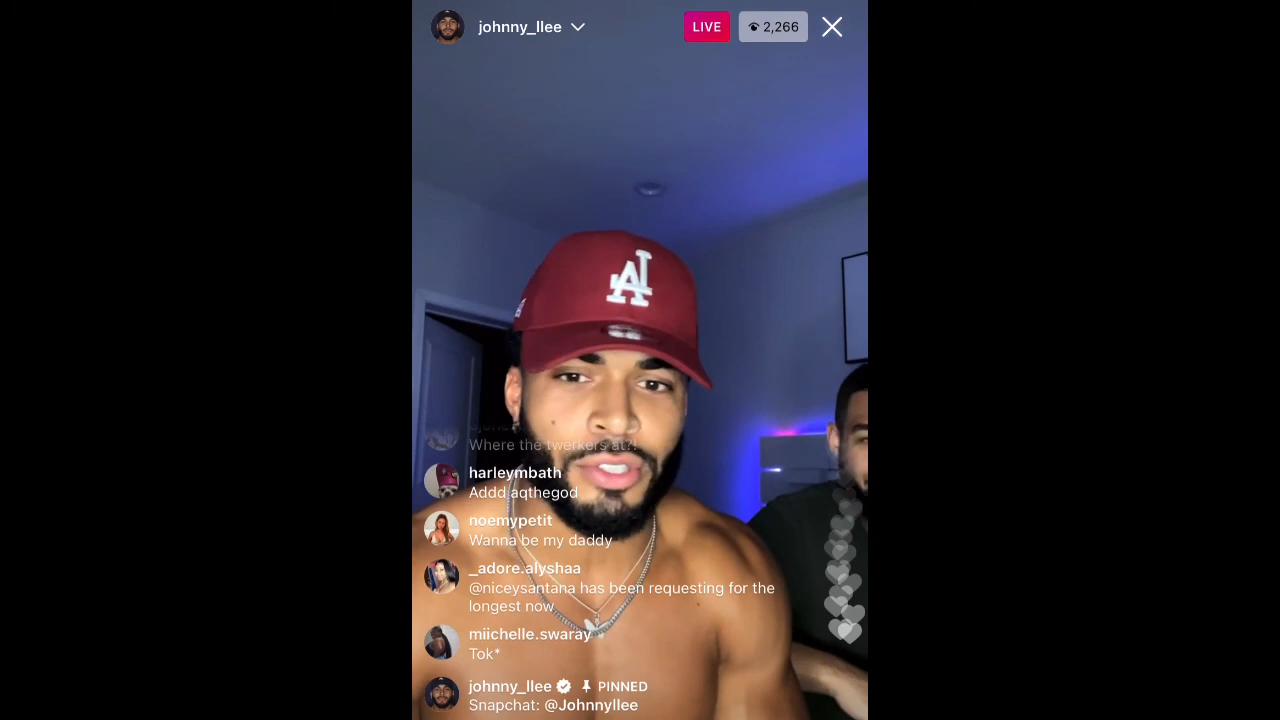 johnny_llee
LIVE
2,266
LA
Where the twerkers at?!
harleymbath
Addd aqthegod
noemypetit
Wanna be my daddy
_adore.alyshaa
@niceysantana has been requesting for the
longest now
miichelle.swaray
Tok*
johnny_llee PINNED
Snapchat: @Johnnyllee